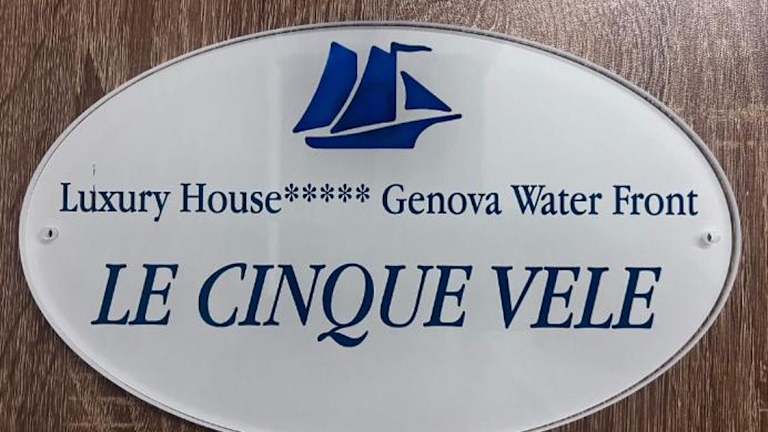 Luxury House***** Genova Water Front
LE CINQUE VELE